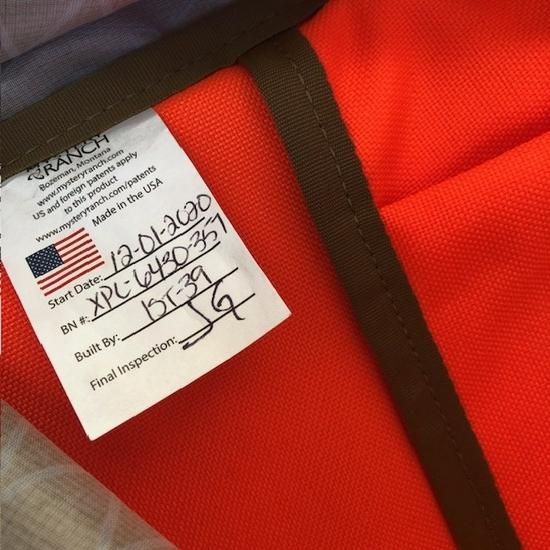 RANCH
Bozeman, Montana
www.mysteryranch.com
US and foreign patents apply
to this product
www.mysteryranch.com/patents
Made in the USA
Start Date: 12-01-2020
BN #: XPL-6430-357
Built By: 151-39
Final Inspection: JG